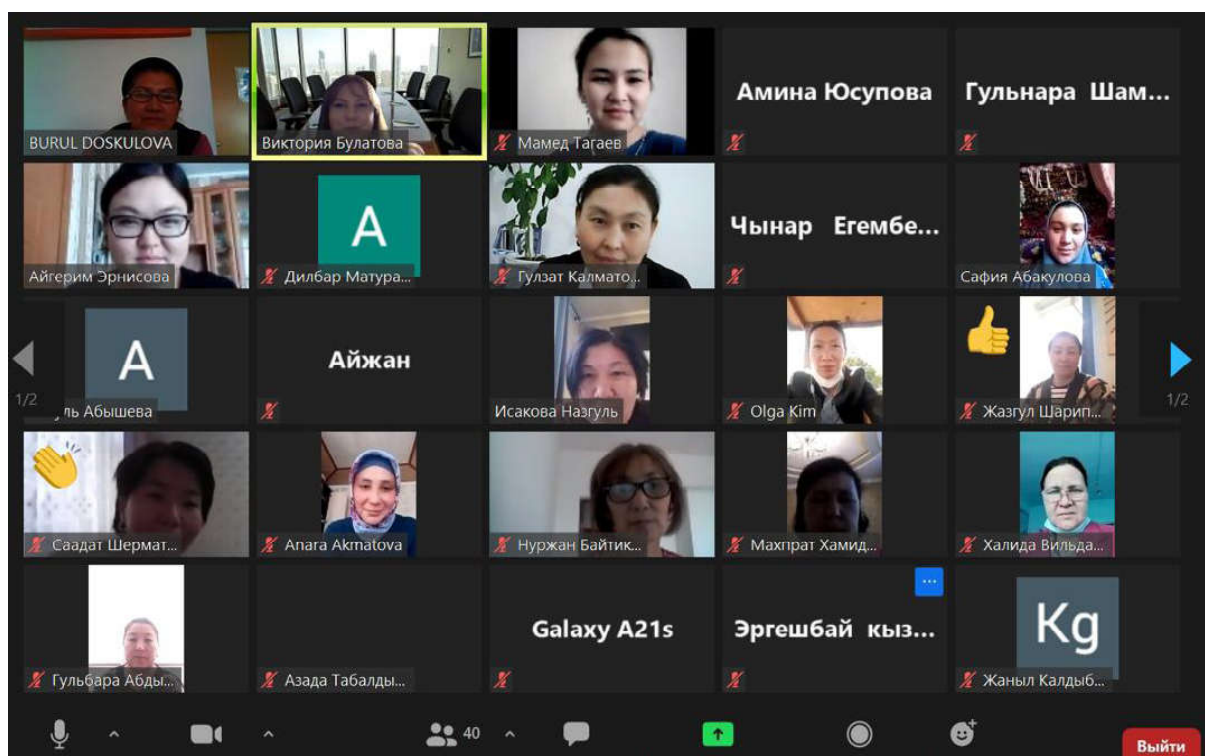 BURUL DOSKULOVA
Виктория Булатова
Мамед Тагаев
Амина Юсупова
Гульнара Шам...
Айгерим Эрнисова
A
Дилбар Матура...
Гулзат Калмато...
Чынар Егембе...
Сафия Абакулова
1/2
A
ль Абышева
Айжан
Исакова Назгуль
Olga Kim
Жазгул Шарип...
1/2
Саадат Шермат...
Anara Akmatova
Нуржан Байтик...
Махпрат Хамид...
Халида Вильда...
Гульбара Абды...
Азада Табалды...
Galaxy A21s
Эргешбай кыз...
Kg
Жаныл Калдыб...
40
Выйти